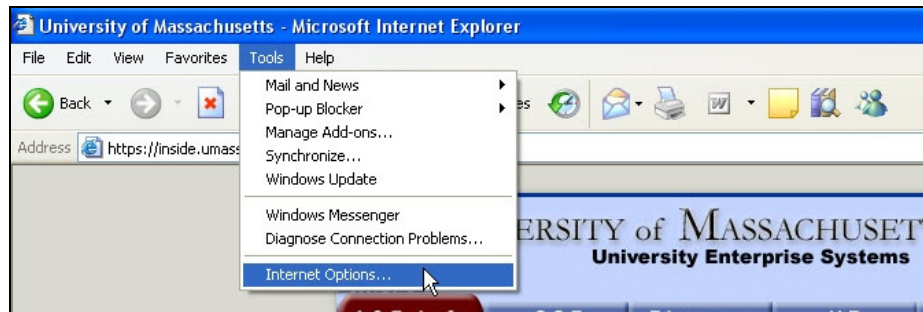 University of Massachusetts - Microsoft Internet Explorer
File Edit View Favorites Tools Help
Mail and News
Pop-up Blocker
Manage Add-ons...
Synchronize...
Windows Update
Windows Messenger
Diagnose Connection Problems...
Internet Options...
Back
Address https://inside.umass
ERSITY of MASSACHUSET
University Enterprise Systems